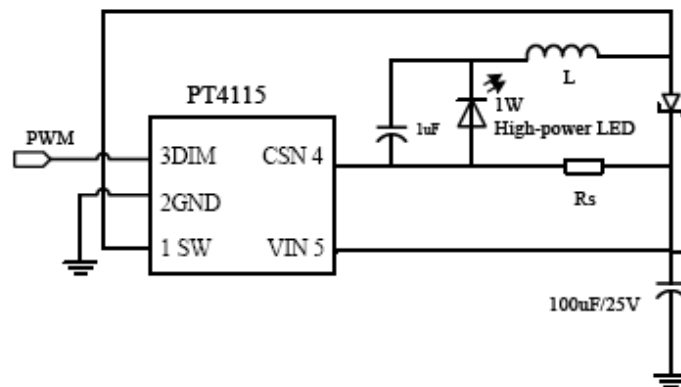 PT4115
PWM
3DIM
CSN 4
2GND
1 SW
VIN 5
1uF
1W
High-power LED
L
Rs
100uF/25V